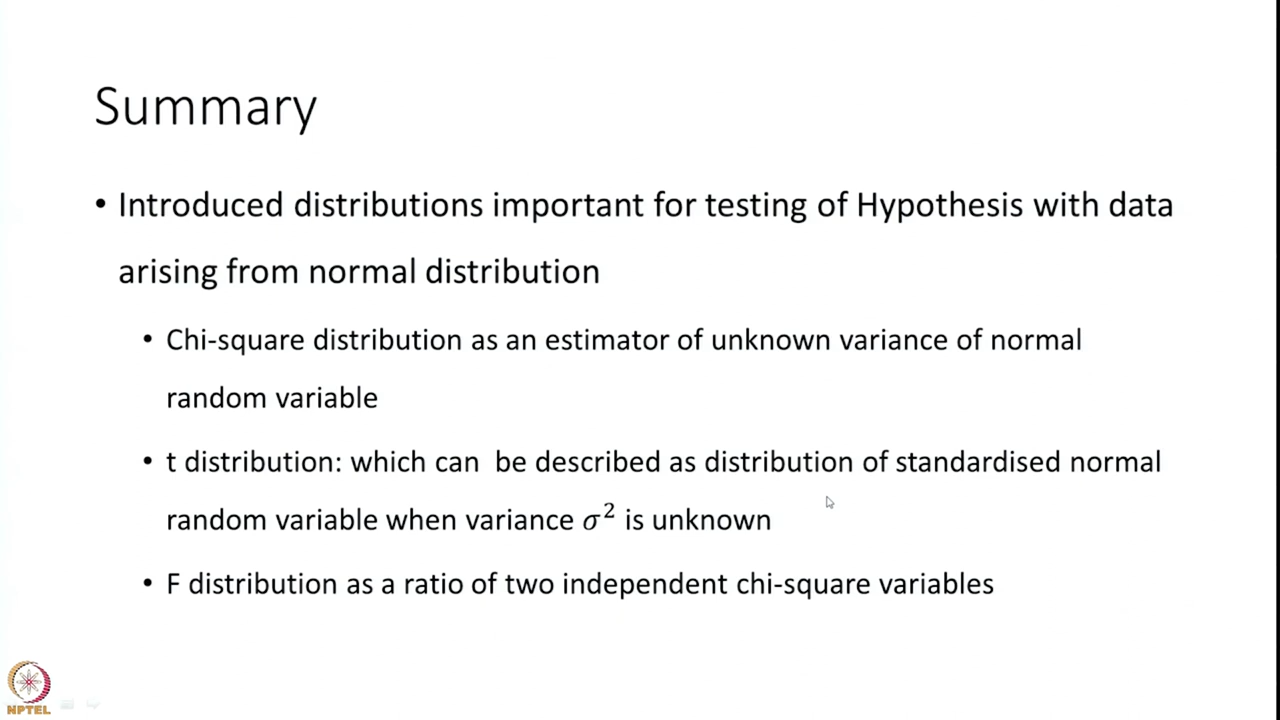 Summary
• Introduced distributions important for testing of Hypothesis with data
arising from normal distribution
• Chi-square distribution as an estimator of unknown variance of normal
random variable
• t distribution: which can be described as distribution of standardised normal
random variable when variance σ² is unknown
• F distribution as a ratio of two independent chi-square variables
NPTEL